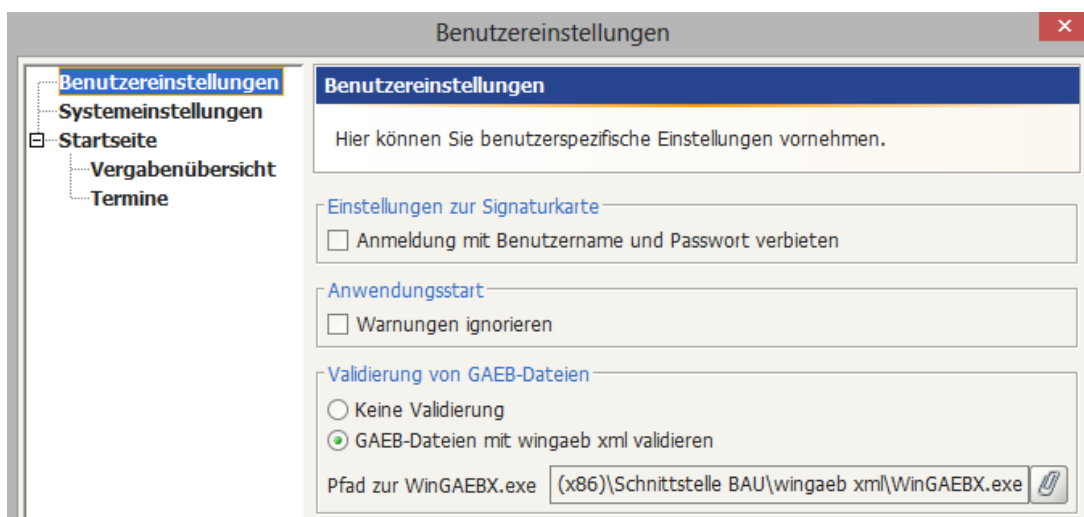 Benutzereinstellungen
Benutzereinstellungen
Systemeinstellungen
Startseite
Vergabenübersicht
Termine
Benutzereinstellungen
Hier können Sie benutzerspezifische Einstellungen vornehmen.
Einstellungen zur Signaturkarte
Anmeldung mit Benutzername und Passwort verbieten
Anwendungsstart
Warnungen ignorieren
Validierung von GAEB-Dateien
Keine Validierung
GAEB-Dateien mit wingaeb xml validieren
Pfad zur WinGAEBX.exe (x86)\Schnittstelle BAU\wingaeb xml\WinGAEBX.exe